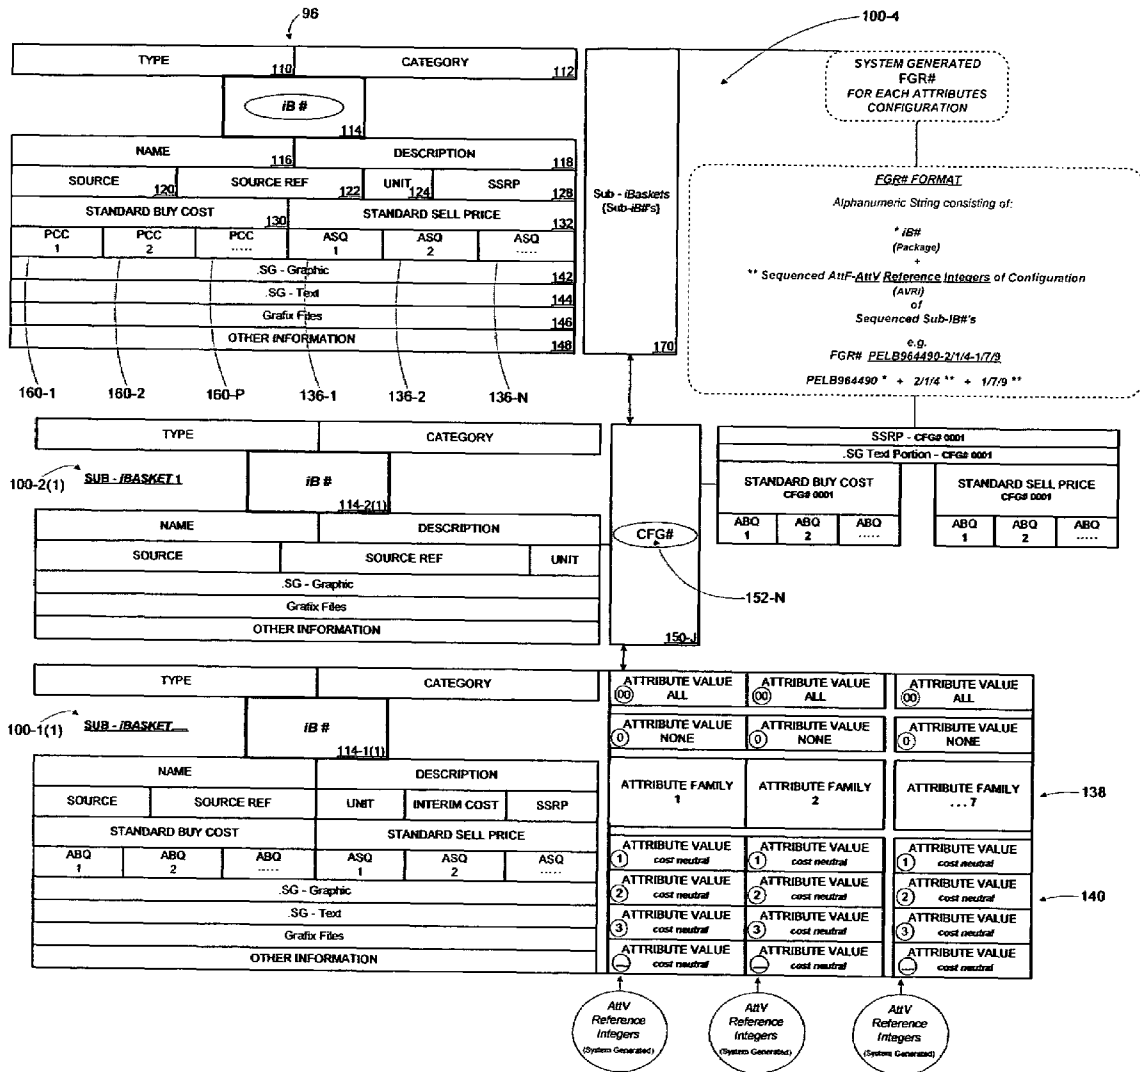 96
100-4
TYPE 110 CATEGORY 112
iB #
114
NAME 116 DESCRIPTION 118
SOURCE 120 SOURCE REF 122 UNIT 124 SSRP 128
STANDARD BUY COST 130 STANDARD SELL PRICE 132
PCC 1 PCC 2 PCC ..... ASQ 1 ASQ 2 ASQ .....
.SG - Graphic 142
.SG - Text 144
Grafix Files 146
OTHER INFORMATION 148
160-1 160-2 160-P 136-1 136-2 136-N
Sub - iBaskets
{Sub-iB#'s}
170
SYSTEM GENERATED
FGR#
FOR EACH ATTRIBUTES
CONFIGURATION
FGR# FORMAT
Alphanumeric String consisting of:
* iB#
(Package)
+
** Sequenced AttF-AttV Reference Integers of Configuration
(AVRI)
of
Sequenced Sub-IB#'s
e.g.
FGR# PELB964490-2/1/4-1/7/9
PELB964490 * + 2/1/4 ** + 1/7/9 **
TYPE CATEGORY
100-2(1)
SUB - iBASKET 1
iB #
114-2(1)
NAME DESCRIPTION
SOURCE SOURCE REF UNIT
.SG - Graphic
Grafix Files
OTHER INFORMATION
CFG#
152-N
150-J
SSRP - CFG# 0001
.SG Text Portion - CFG# 0001
STANDARD BUY COST
CFG# 0001
ABQ 1 ABQ 2 ABQ .....
STANDARD SELL PRICE
CFG# 0001
ABQ 1 ABQ 2 ABQ .....
TYPE CATEGORY
100-1(1)
SUB - iBASKET....
iB #
114-1(1)
NAME DESCRIPTION
SOURCE SOURCE REF UNIT INTERIM COST SSRP
STANDARD BUY COST STANDARD SELL PRICE
ABQ 1 ABQ 2 ABQ ..... ASQ 1 ASQ 2 ASQ .....
.SG - Graphic
.SG - Text
Grafix Files
OTHER INFORMATION
00 ATTRIBUTE VALUE ALL 00 ATTRIBUTE VALUE ALL 00 ATTRIBUTE VALUE ALL
0 ATTRIBUTE VALUE NONE 0 ATTRIBUTE VALUE NONE 0 ATTRIBUTE VALUE NONE
ATTRIBUTE FAMILY 1 ATTRIBUTE FAMILY 2 ATTRIBUTE FAMILY ...7
138
1 ATTRIBUTE VALUE cost neutral 1 ATTRIBUTE VALUE cost neutral 1 ATTRIBUTE VALUE cost neutral
2 ATTRIBUTE VALUE cost neutral 2 ATTRIBUTE VALUE cost neutral 2 ATTRIBUTE VALUE cost neutral
140
3 ATTRIBUTE VALUE cost neutral 3 ATTRIBUTE VALUE cost neutral 3 ATTRIBUTE VALUE cost neutral
... ATTRIBUTE VALUE cost neutral ... ATTRIBUTE VALUE cost neutral ... ATTRIBUTE VALUE cost neutral
AttV
Reference
Integers
(System Generated)
AttV
Reference
Integers
(System Generated)
AttV
Reference
Integers
(System Generated)